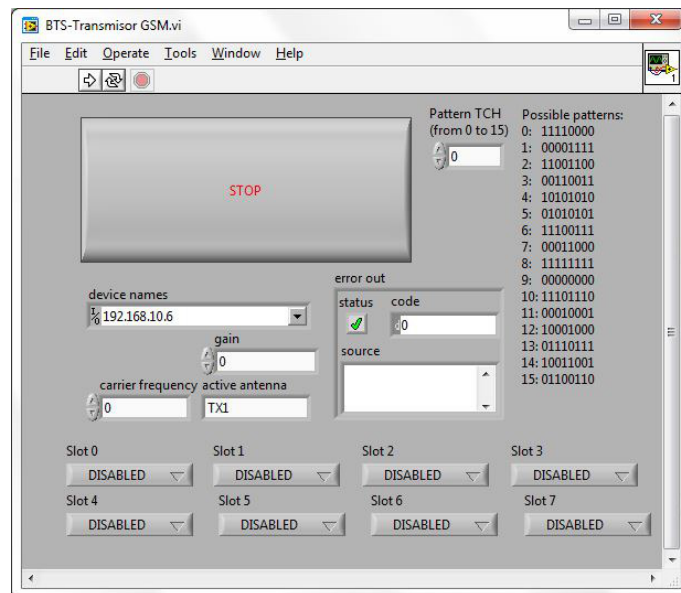 BTS-Transmisor GSM.vi
File Edit Operate Tools Window Help
1
Pattern TCH
(from 0 to 15)
0
Possible patterns:
0: 11110000
1: 00001111
2: 11001100
3: 00110011
4: 10101010
5: 01010101
6: 11100111
7: 00011000
8: 11111111
9: 00000000
10: 11101110
11: 00010001
12: 10001000
13: 01110111
14: 10011001
15: 01100110
STOP
device names
I/O 192.168.10.6
gain
0
carrier frequency active antenna
0 TX1
error out
status code
0
source
Slot 0 Slot 1 Slot 2 Slot 3
DISABLED DISABLED DISABLED DISABLED
Slot 4 Slot 5 Slot 6 Slot 7
DISABLED DISABLED DISABLED DISABLED